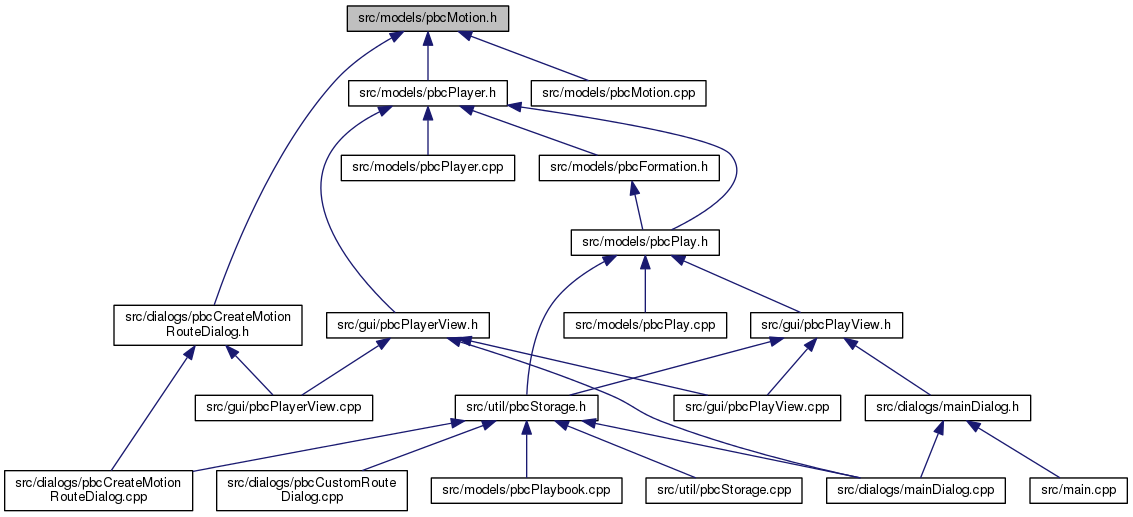 src/models/pbcMotion.h
src/models/pbcPlayer.h
src/models/pbcMotion.cpp
src/models/pbcPlayer.cpp
src/models/pbcFormation.h
src/models/pbcPlay.h
src/dialogs/pbcCreateMotion
RouteDialog.h
src/gui/pbcPlayerView.h
src/models/pbcPlay.cpp
src/gui/pbcPlayView.h
src/gui/pbcPlayerView.cpp
src/util/pbcStorage.h
src/gui/pbcPlayView.cpp
src/dialogs/mainDialog.h
src/dialogs/pbcCreateMotion
RouteDialog.cpp
src/dialogs/pbcCustomRoute
Dialog.cpp
src/models/pbcPlaybook.cpp
src/util/pbcStorage.cpp
src/dialogs/mainDialog.cpp
src/main.cpp